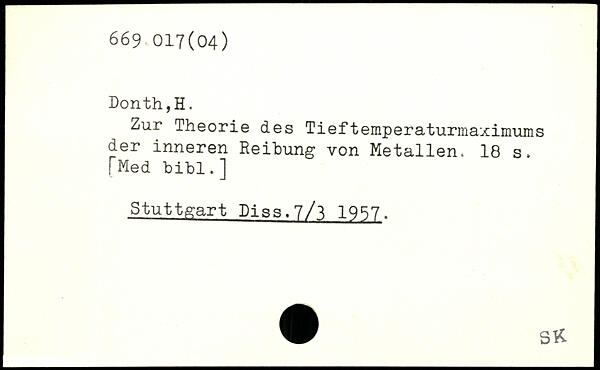 669.017(04)
Donth,H.
Zur Theorie des Tieftemperaturmaximums
der inneren Reibung von Metallen. 18 s.
[Med bibl.]
Stuttgart Diss.7/3 1957.
SK